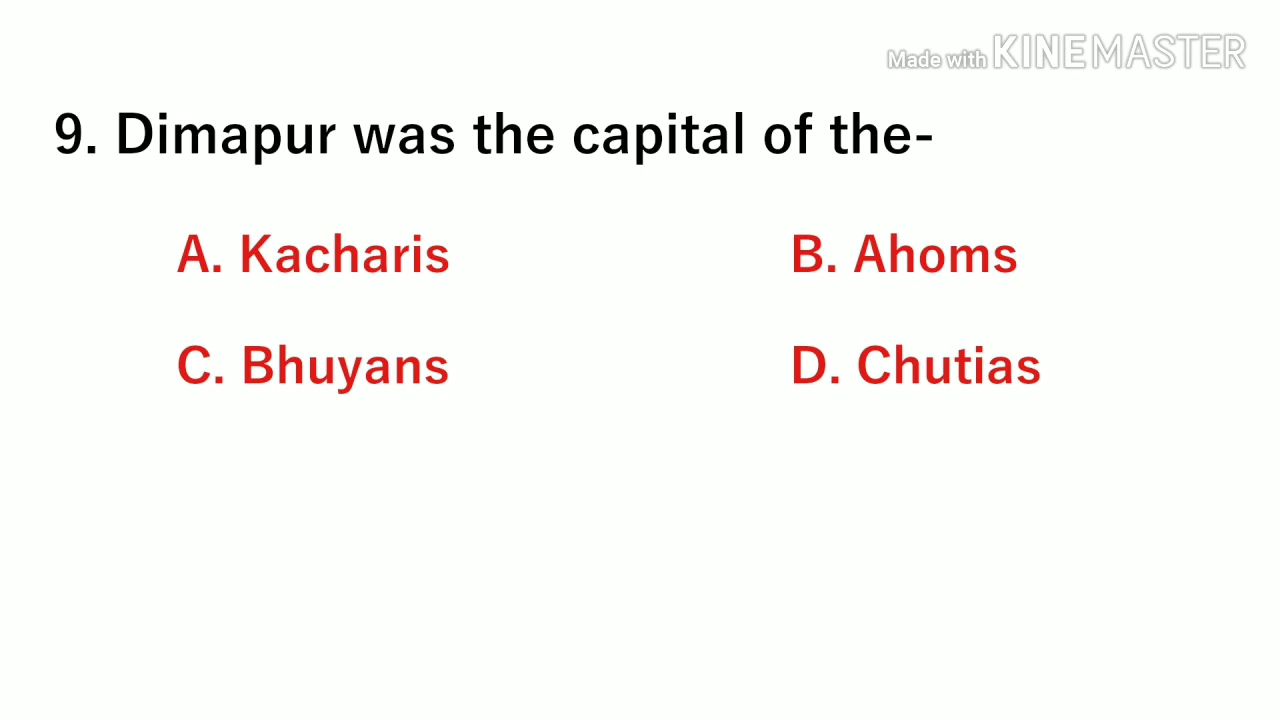 Made with KINEMASTER
9. Dimapur was the capital of the-
A. Kacharis B. Ahoms
C. Bhuyans D. Chutias